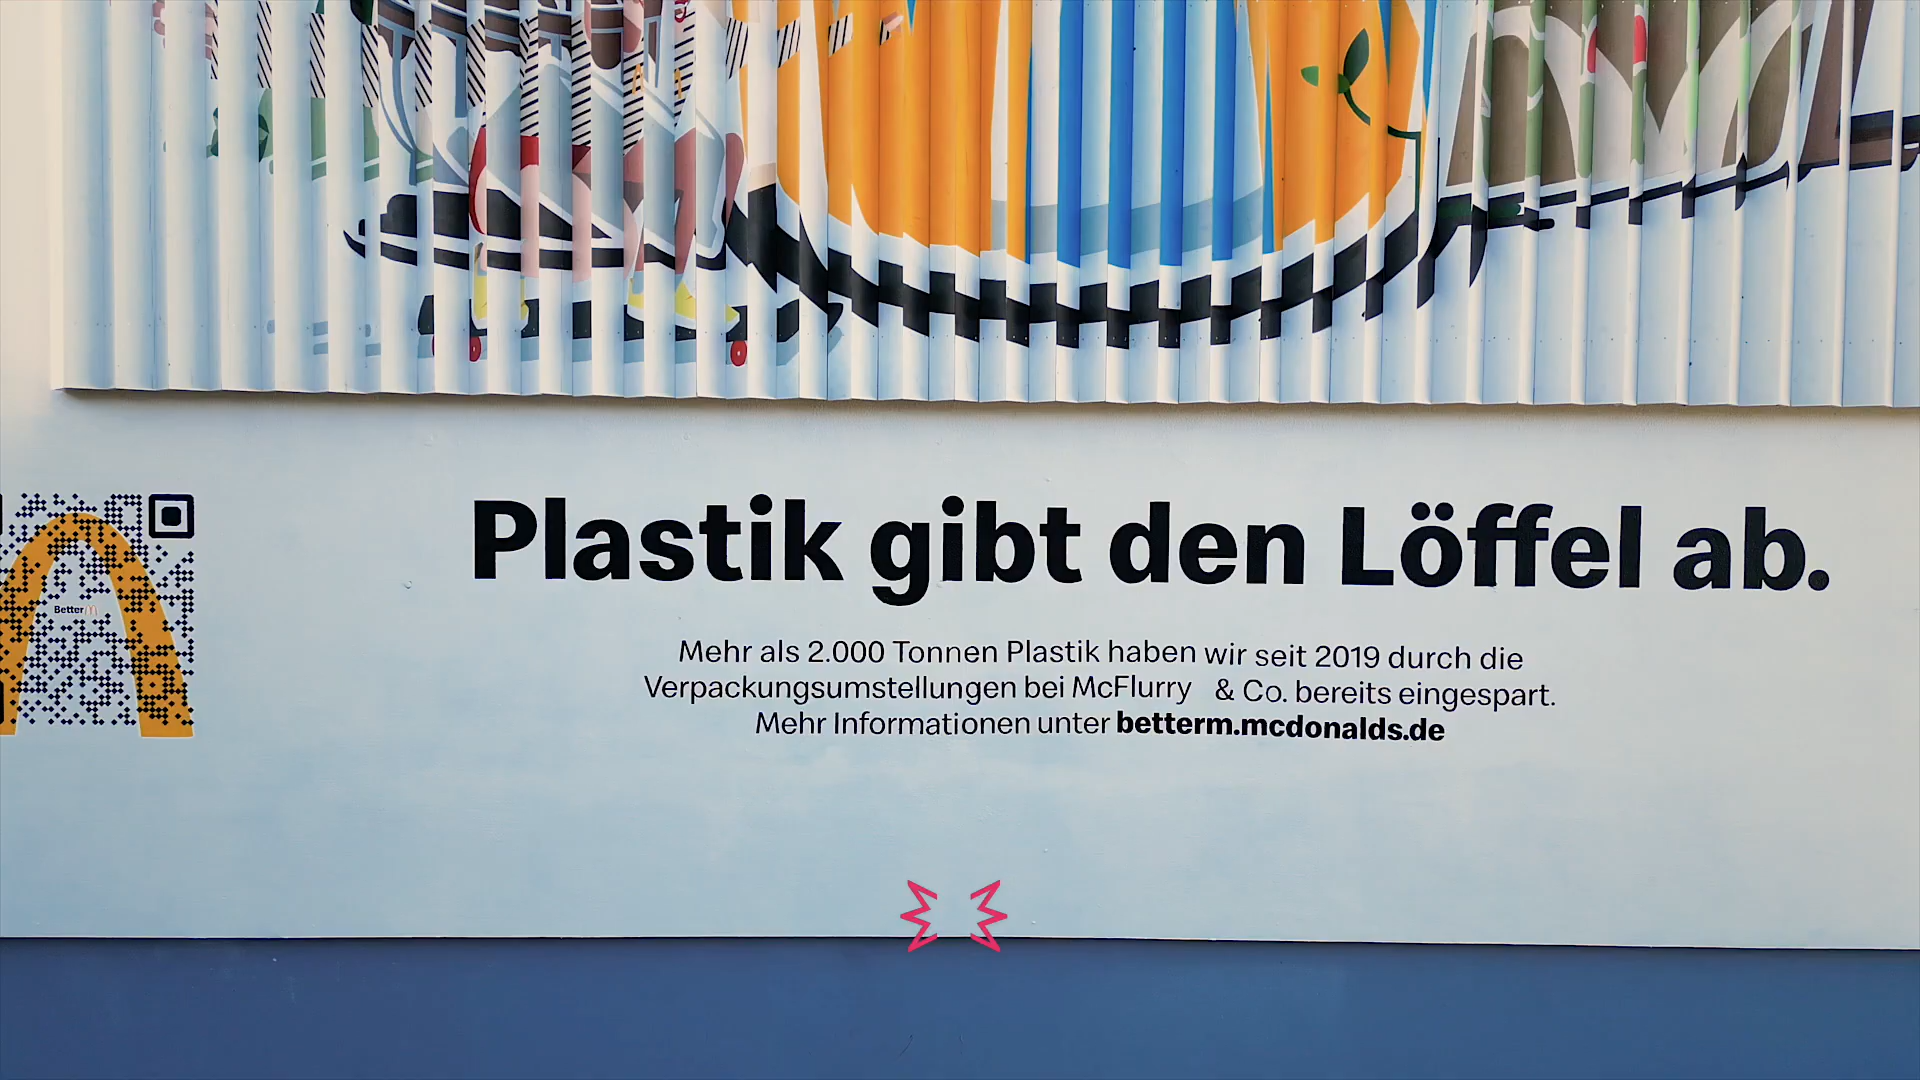 Plastik gibt den Löffel ab.
Mehr als 2.000 Tonnen Plastik haben wir seit 2019 durch die
Verpackungsumstellungen bei McFlurry & Co. bereits eingespart.
Mehr Informationen unter betterm.mcdonalds.de
Better